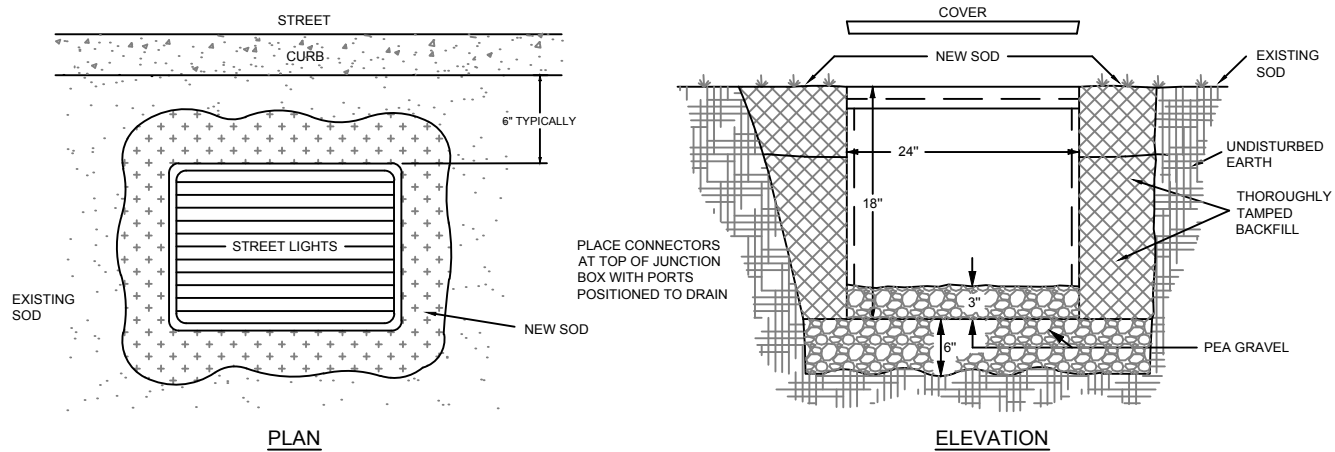 STREET
CURB
6" TYPICALLY
STREET LIGHTS
EXISTING
SOD
NEW SOD
PLAN
COVER
NEW SOD
EXISTING
SOD
24"
18"
UNDISTURBED
EARTH
THOROUGHLY
TAMPED
BACKFILL
PLACE CONNECTORS
AT TOP OF JUNCTION
BOX WITH PORTS
POSITIONED TO DRAIN
3"
6"
PEA GRAVEL
ELEVATION